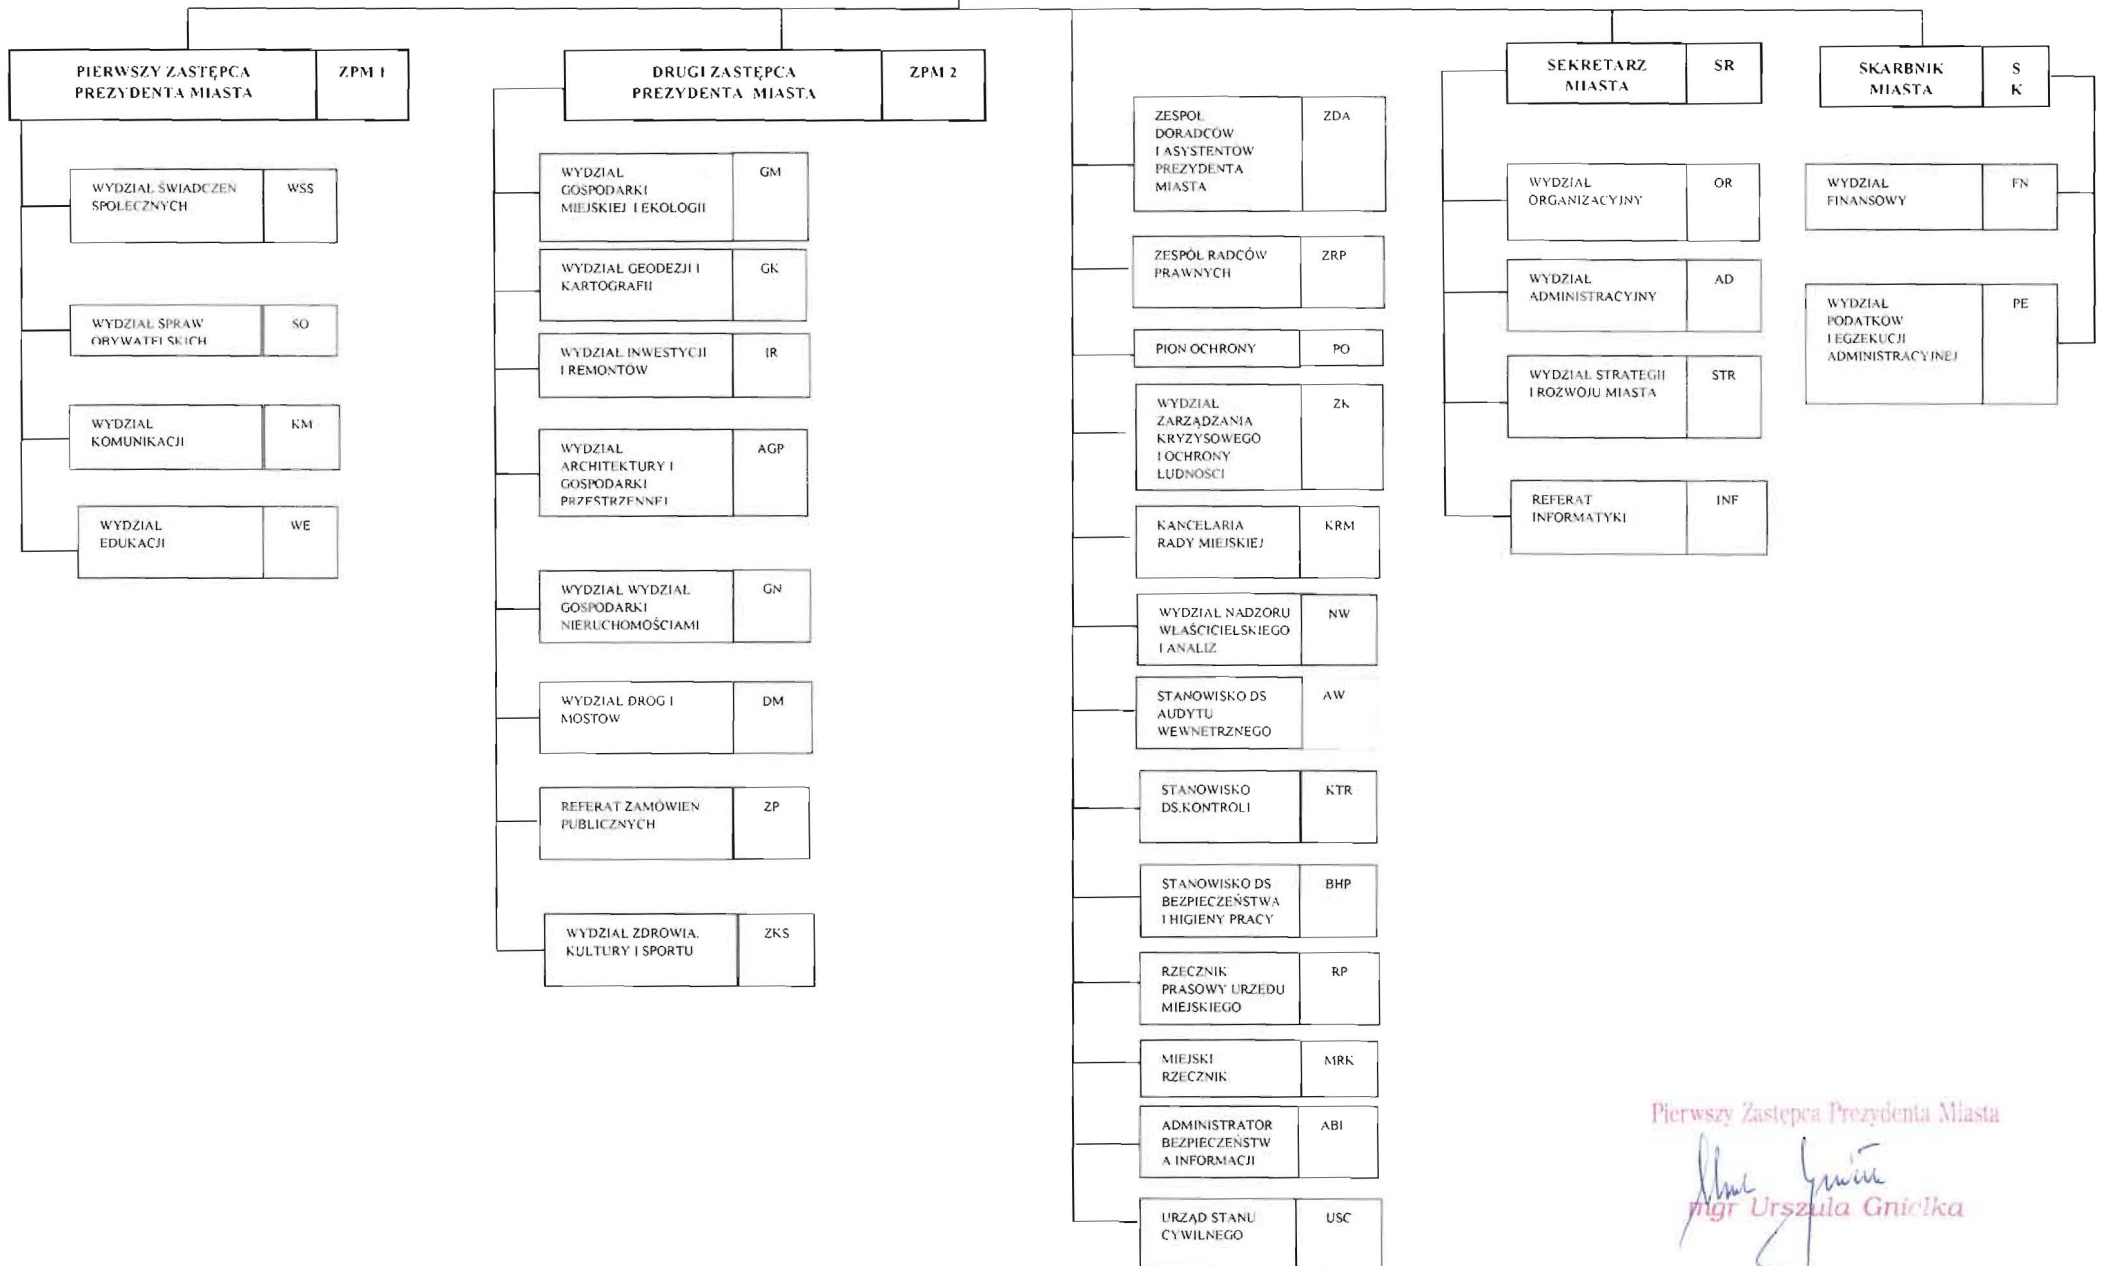 PIERWSZY ZASTĘPCA
PREZYDENTA MIASTA
ZPM 1
WYDZIAŁ ŚWIADCZEŃ
SPOŁECZNYCH
WSS
WYDZIAŁ SPRAW
OBYWATELSKICH
SO
WYDZIAŁ
KOMUNIKACJI
KM
WYDZIAŁ
EDUKACJI
WE
DRUGI ZASTĘPCA
PREZYDENTA MIASTA
ZPM 2
WYDZIAŁ
GOSPODARKI
MIEJSKIEJ I EKOLOGII
GM
WYDZIAŁ GEODEZJI I
KARTOGRAFII
GK
WYDZIAŁ INWESTYCJI
I REMONTÓW
IR
WYDZIAŁ
ARCHITEKTURY I
GOSPODARKI
PRZESTRZENNEJ
AGP
WYDZIAŁ WYDZIAŁ
GOSPODARKI
NIERUCHOMOŚCIAMI
GN
WYDZIAŁ DRÓG I
MOSTÓW
DM
REFERAT ZAMÓWIEŃ
PUBLICZNYCH
ZP
WYDZIAŁ ZDROWIA,
KULTURY I SPORTU
ZKS
ZESPÓŁ
DORADCÓW
I ASYSTENTÓW
PREZYDENTA
MIASTA
ZDA
ZESPÓŁ RADCÓW
PRAWNYCH
ZRP
PION OCHRONY
PO
WYDZIAŁ
ZARZĄDZANIA
KRYZYSOWEGO
I OCHRONY
LUDNOŚCI
ZK
KANCELARIA
RADY MIEJSKIEJ
KRM
WYDZIAŁ NADZORU
WŁAŚCICIELSKIEGO
I ANALIZ
NW
STANOWISKO DS
AUDYTU
WEWNĘTRZNEGO
AW
STANOWISKO
DS.KONTROLI
KTR
STANOWISKO DS
BEZPIECZEŃSTWA
I HIGIENY PRACY
BHP
RZECZNIK
PRASOWY URZĘDU
MIEJSKIEGO
RP
MIEJSKI
RZECZNIK
MRK
ADMINISTRATOR
BEZPIECZEŃSTW
A INFORMACJI
ABI
URZĄD STANU
CYWILNEGO
USC
SEKRETARZ
MIASTA
SR
WYDZIAŁ
ORGANIZACYJNY
OR
WYDZIAŁ
ADMINISTRACYJNY
AD
WYDZIAŁ STRATEGII
I ROZWOJU MIASTA
STR
REFERAT
INFORMATYKI
INF
SKARBNIK
MIASTA
S
K
WYDZIAŁ
FINANSOWY
FN
WYDZIAŁ
PODATKÓW
I EGZEKUCJI
ADMINISTRACYJNEJ
PE
Pierwszy Zastępca Prezydenta Miasta
mgr Urszula Gnielka